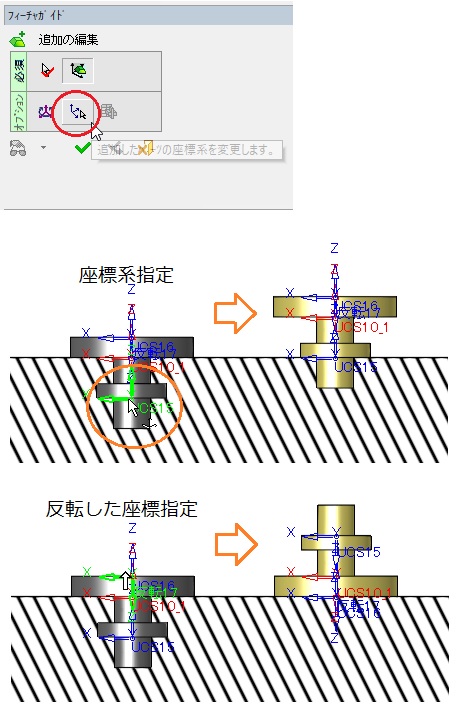 フィーチャガイド
追加の編集
必須
オプション
追加したパーツの座標系を変更します。
座標系指定
Z
Z
X
UCS16
X
反転17
UCS10_1
X
UCS15
Z
Z
X
UCS16
X
反転17
UCS10_1
X
UCS15
反転した座標指定
Z
Z
X
UCS16
反転17
X
UCS10_1
X
UCS15
X
UCS15
X
UCS10_1
X
反転17
UCS16
Z